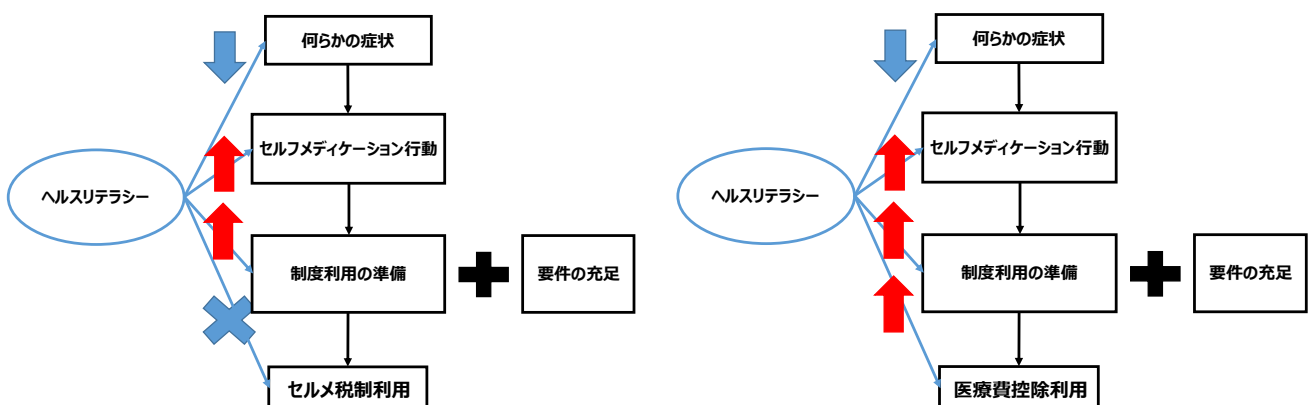 何らかの症状
セルフメディケーション行動
ヘルスリテラシー
制度利用の準備
要件の充足
セルメ税制利用
何らかの症状
セルフメディケーション行動
ヘルスリテラシー
制度利用の準備
要件の充足
医療費控除利用